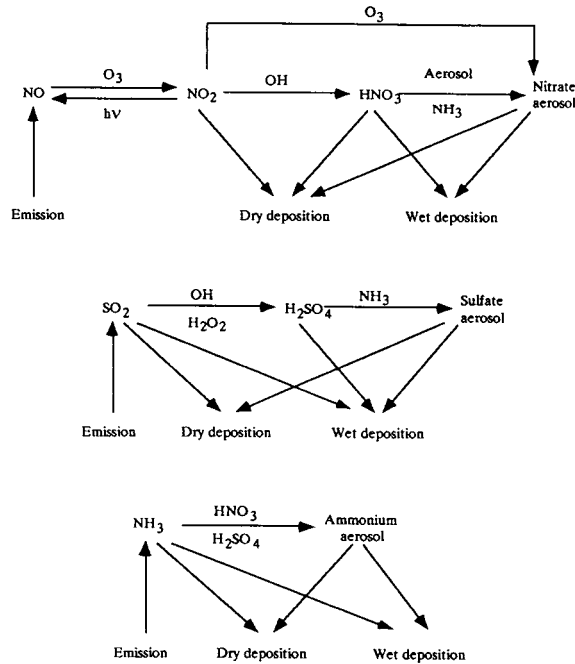 O3
O3
OH
Aerosol
Nitrate
aerosol
NO
NO2
HNO3
hν
NH3
Emission
Dry deposition
Wet deposition
OH
NH3
Sulfate
aerosol
SO2
H2SO4
H2O2
Emission
Dry deposition
Wet deposition
HNO3
Ammonium
aerosol
NH3
H2SO4
Emission
Dry deposition
Wet deposition